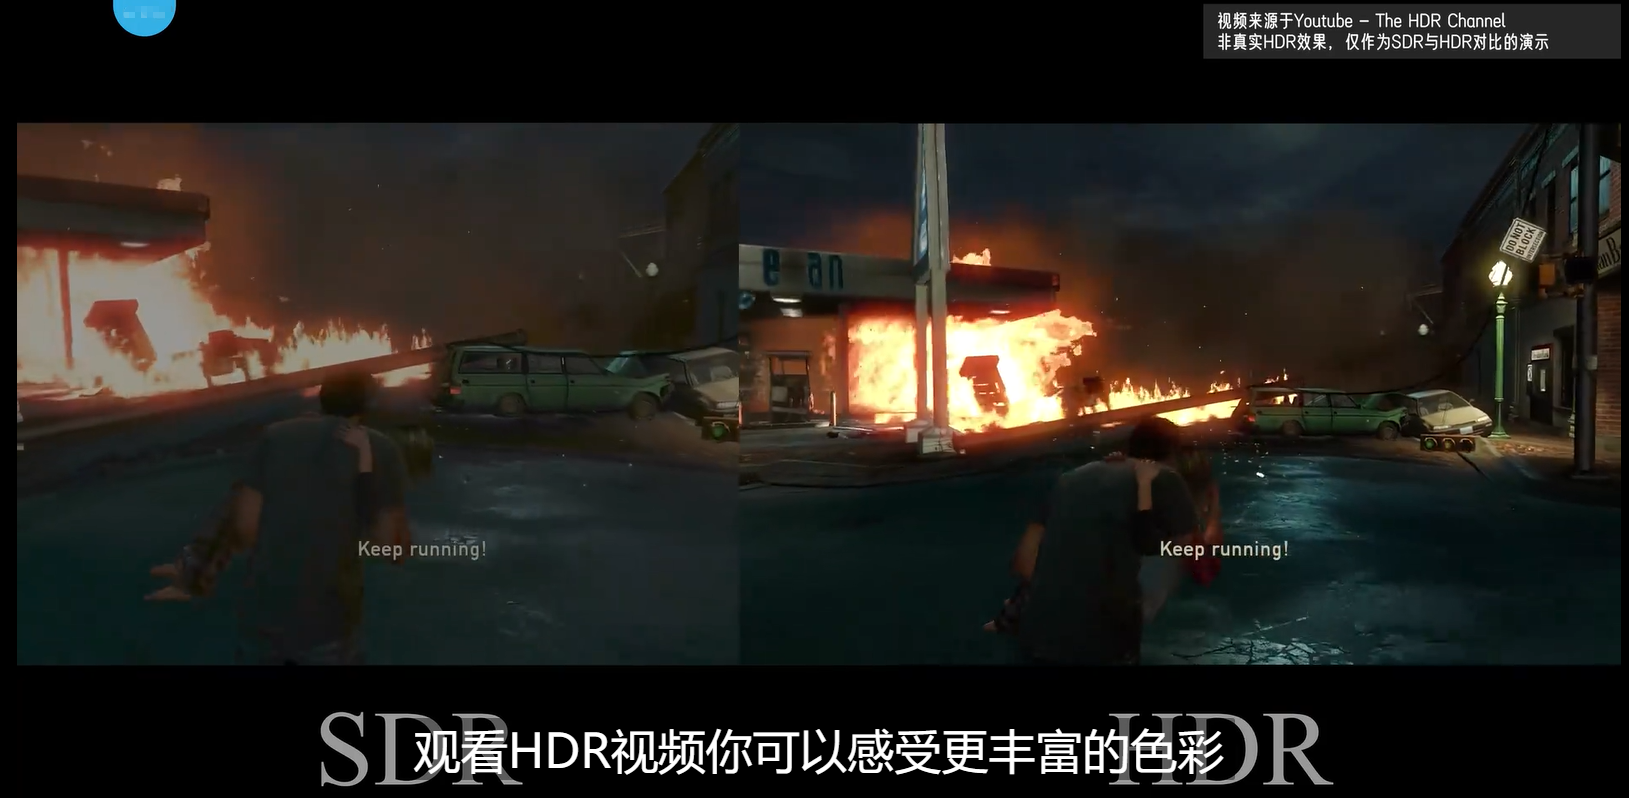 视频来源于Youtube – The HDR Channel
非真实HDR效果，仅作为SDR与HDR对比的演示
e an
DO NOT
BLOCK
INTERSECTION
Keep running!
Keep running!
SDR
HDR
观看HDR视频你可以感受更丰富的色彩